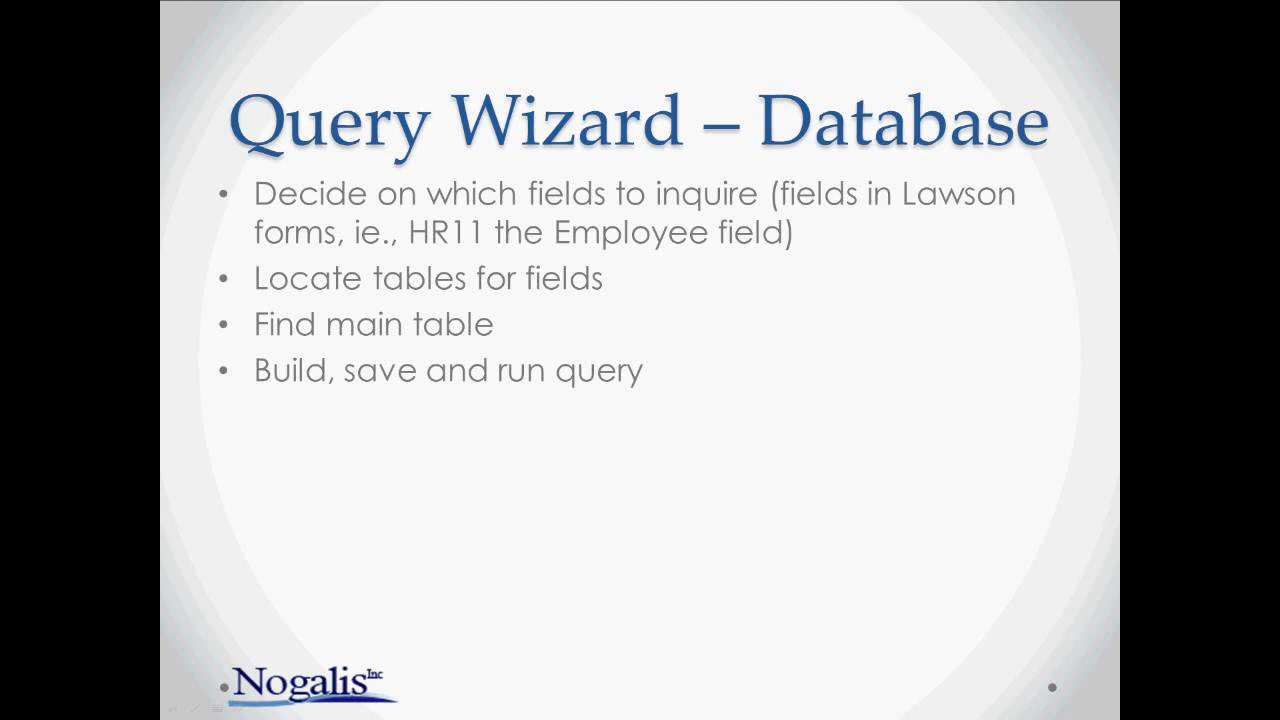 Query Wizard – Database
• Decide on which fields to inquire (fields in Lawson
forms, ie., HR11 the Employee field)
• Locate tables for fields
• Find main table
• Build, save and run query
Nogalis Inc